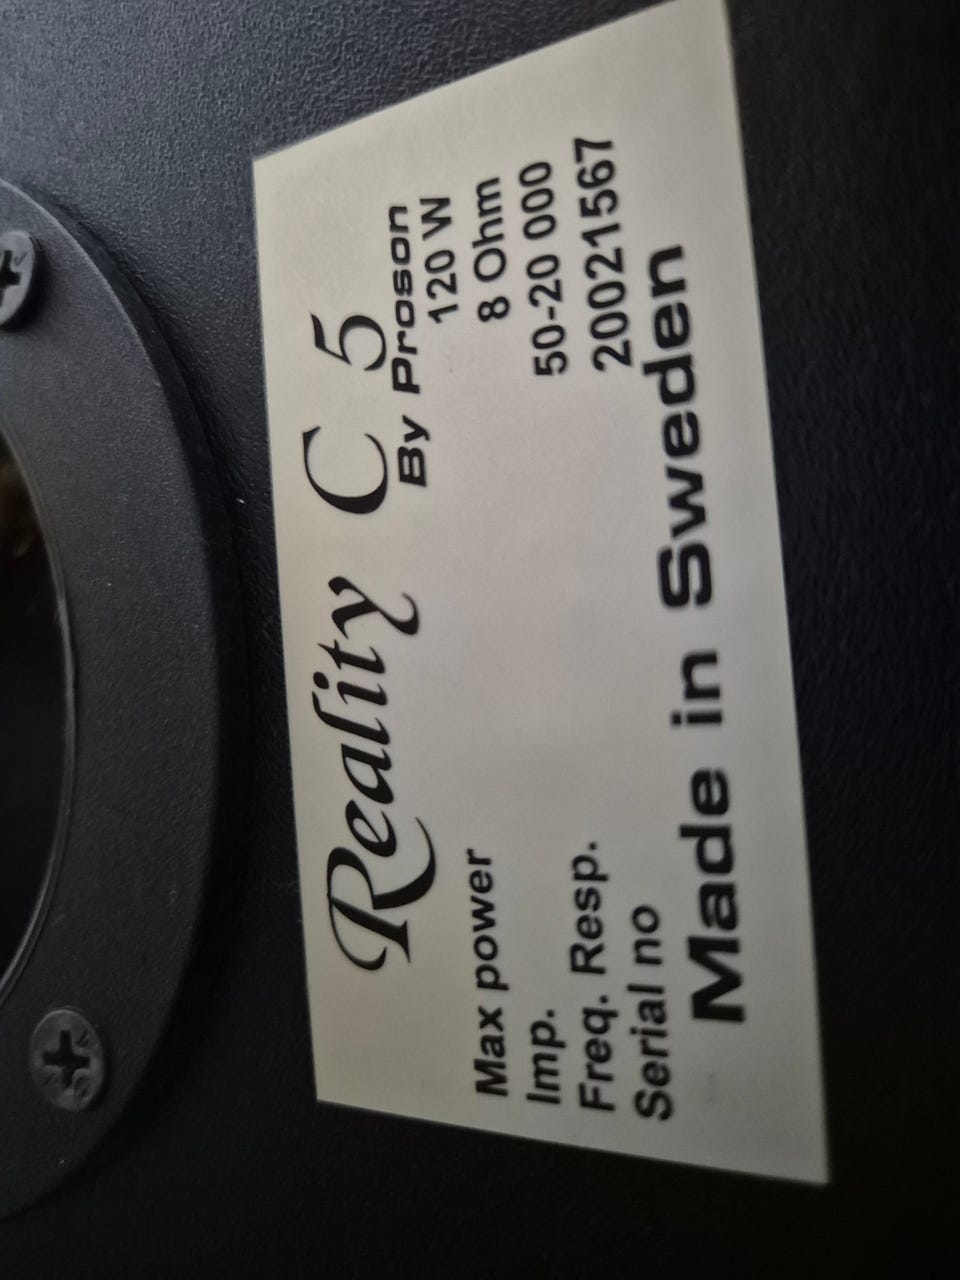 Reality C 5
By Proson
Max power 120 W
Imp. 8 Ohm
Freq. Resp. 50-20 000
Serial no 20021567
Made in Sweden